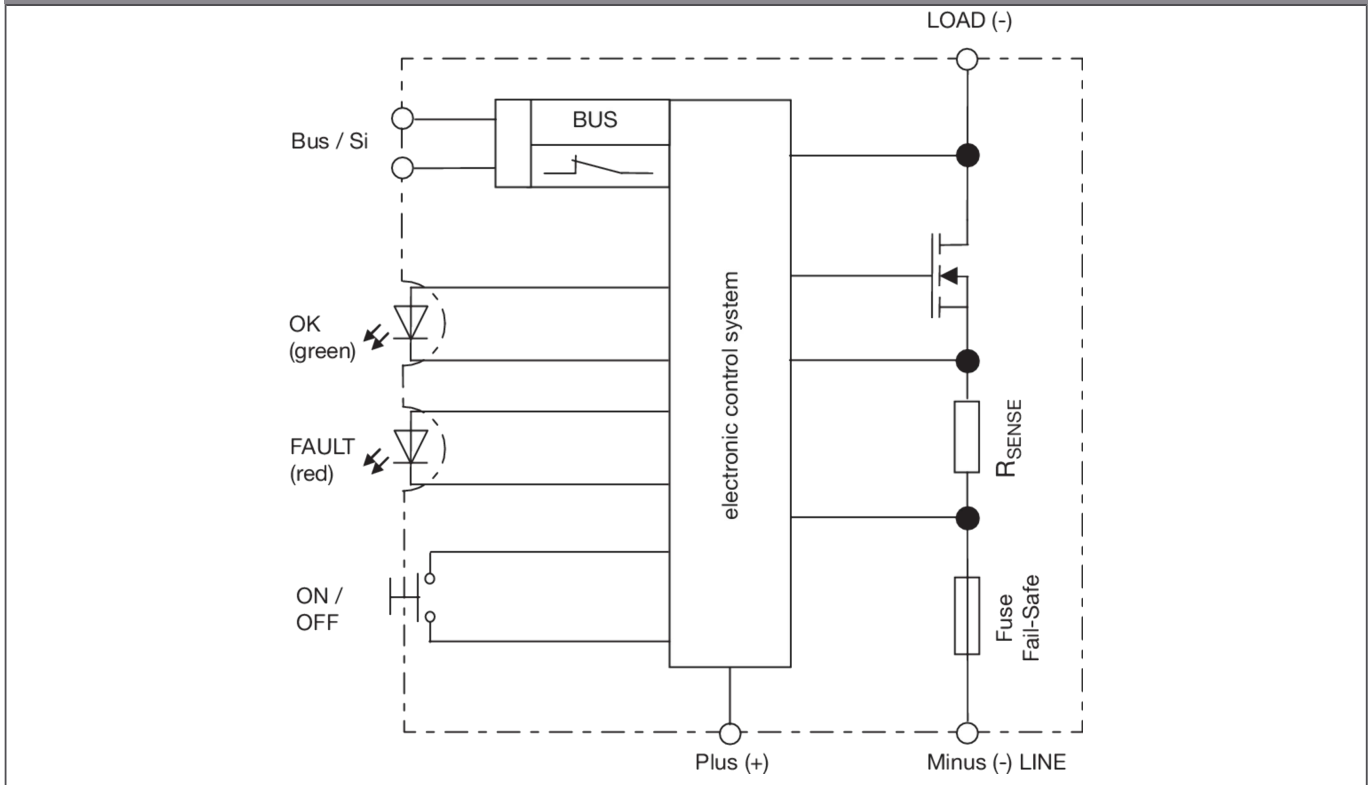 LOAD (-)
BUS
Bus / Si
electronic control system
OK
(green)
FAULT
(red)
RSENSE
ON /
OFF
Fuse
Fail-Safe
Plus (+)
Minus (-) LINE